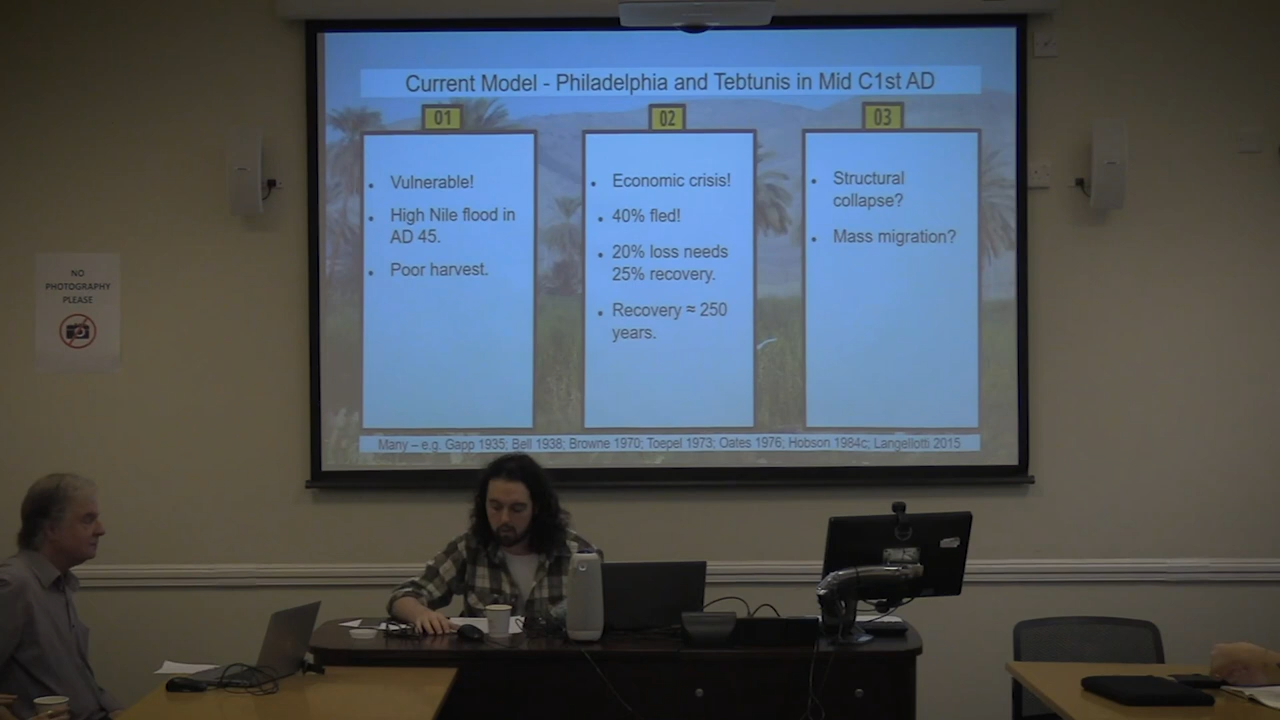 Current Model - Philadelphia and Tebtunis in Mid C1st AD
01
Vulnerable!
High Nile flood in
AD 45.
Poor harvest.
02
Economic crisis!
40% fled!
20% loss needs
25% recovery.
Recovery ≈ 250
years.
03
Structural
collapse?
Mass migration?
Many – e.g. Gapp 1935; Bell 1938; Browne 1970; Toepel 1973; Oates 1976; Hobson 1984c; Langellotti 2015
NO
PHOTOGRAPHY
PLEASE